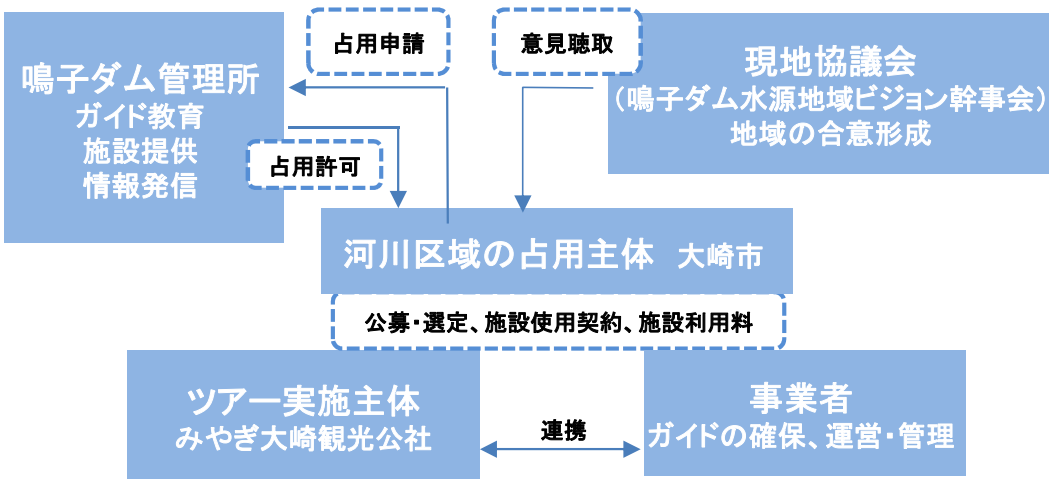 占用申請
意見聴取
鳴子ダム管理所
ガイド教育
施設提供
情報発信
現地協議会
（鳴子ダム水源地域ビジョン幹事会）
地域の合意形成
占用許可
河川区域の占用主体　大崎市
公募・選定、施設使用契約、施設利用料
ツアー実施主体
みやぎ大崎観光公社
連携
事業者
ガイドの確保、運営・管理